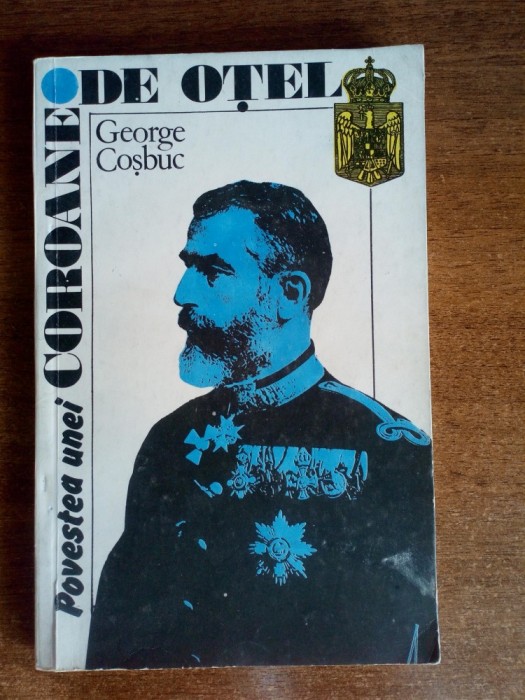 Povestea unei COROANE
DE OȚEL
George
Coșbuc